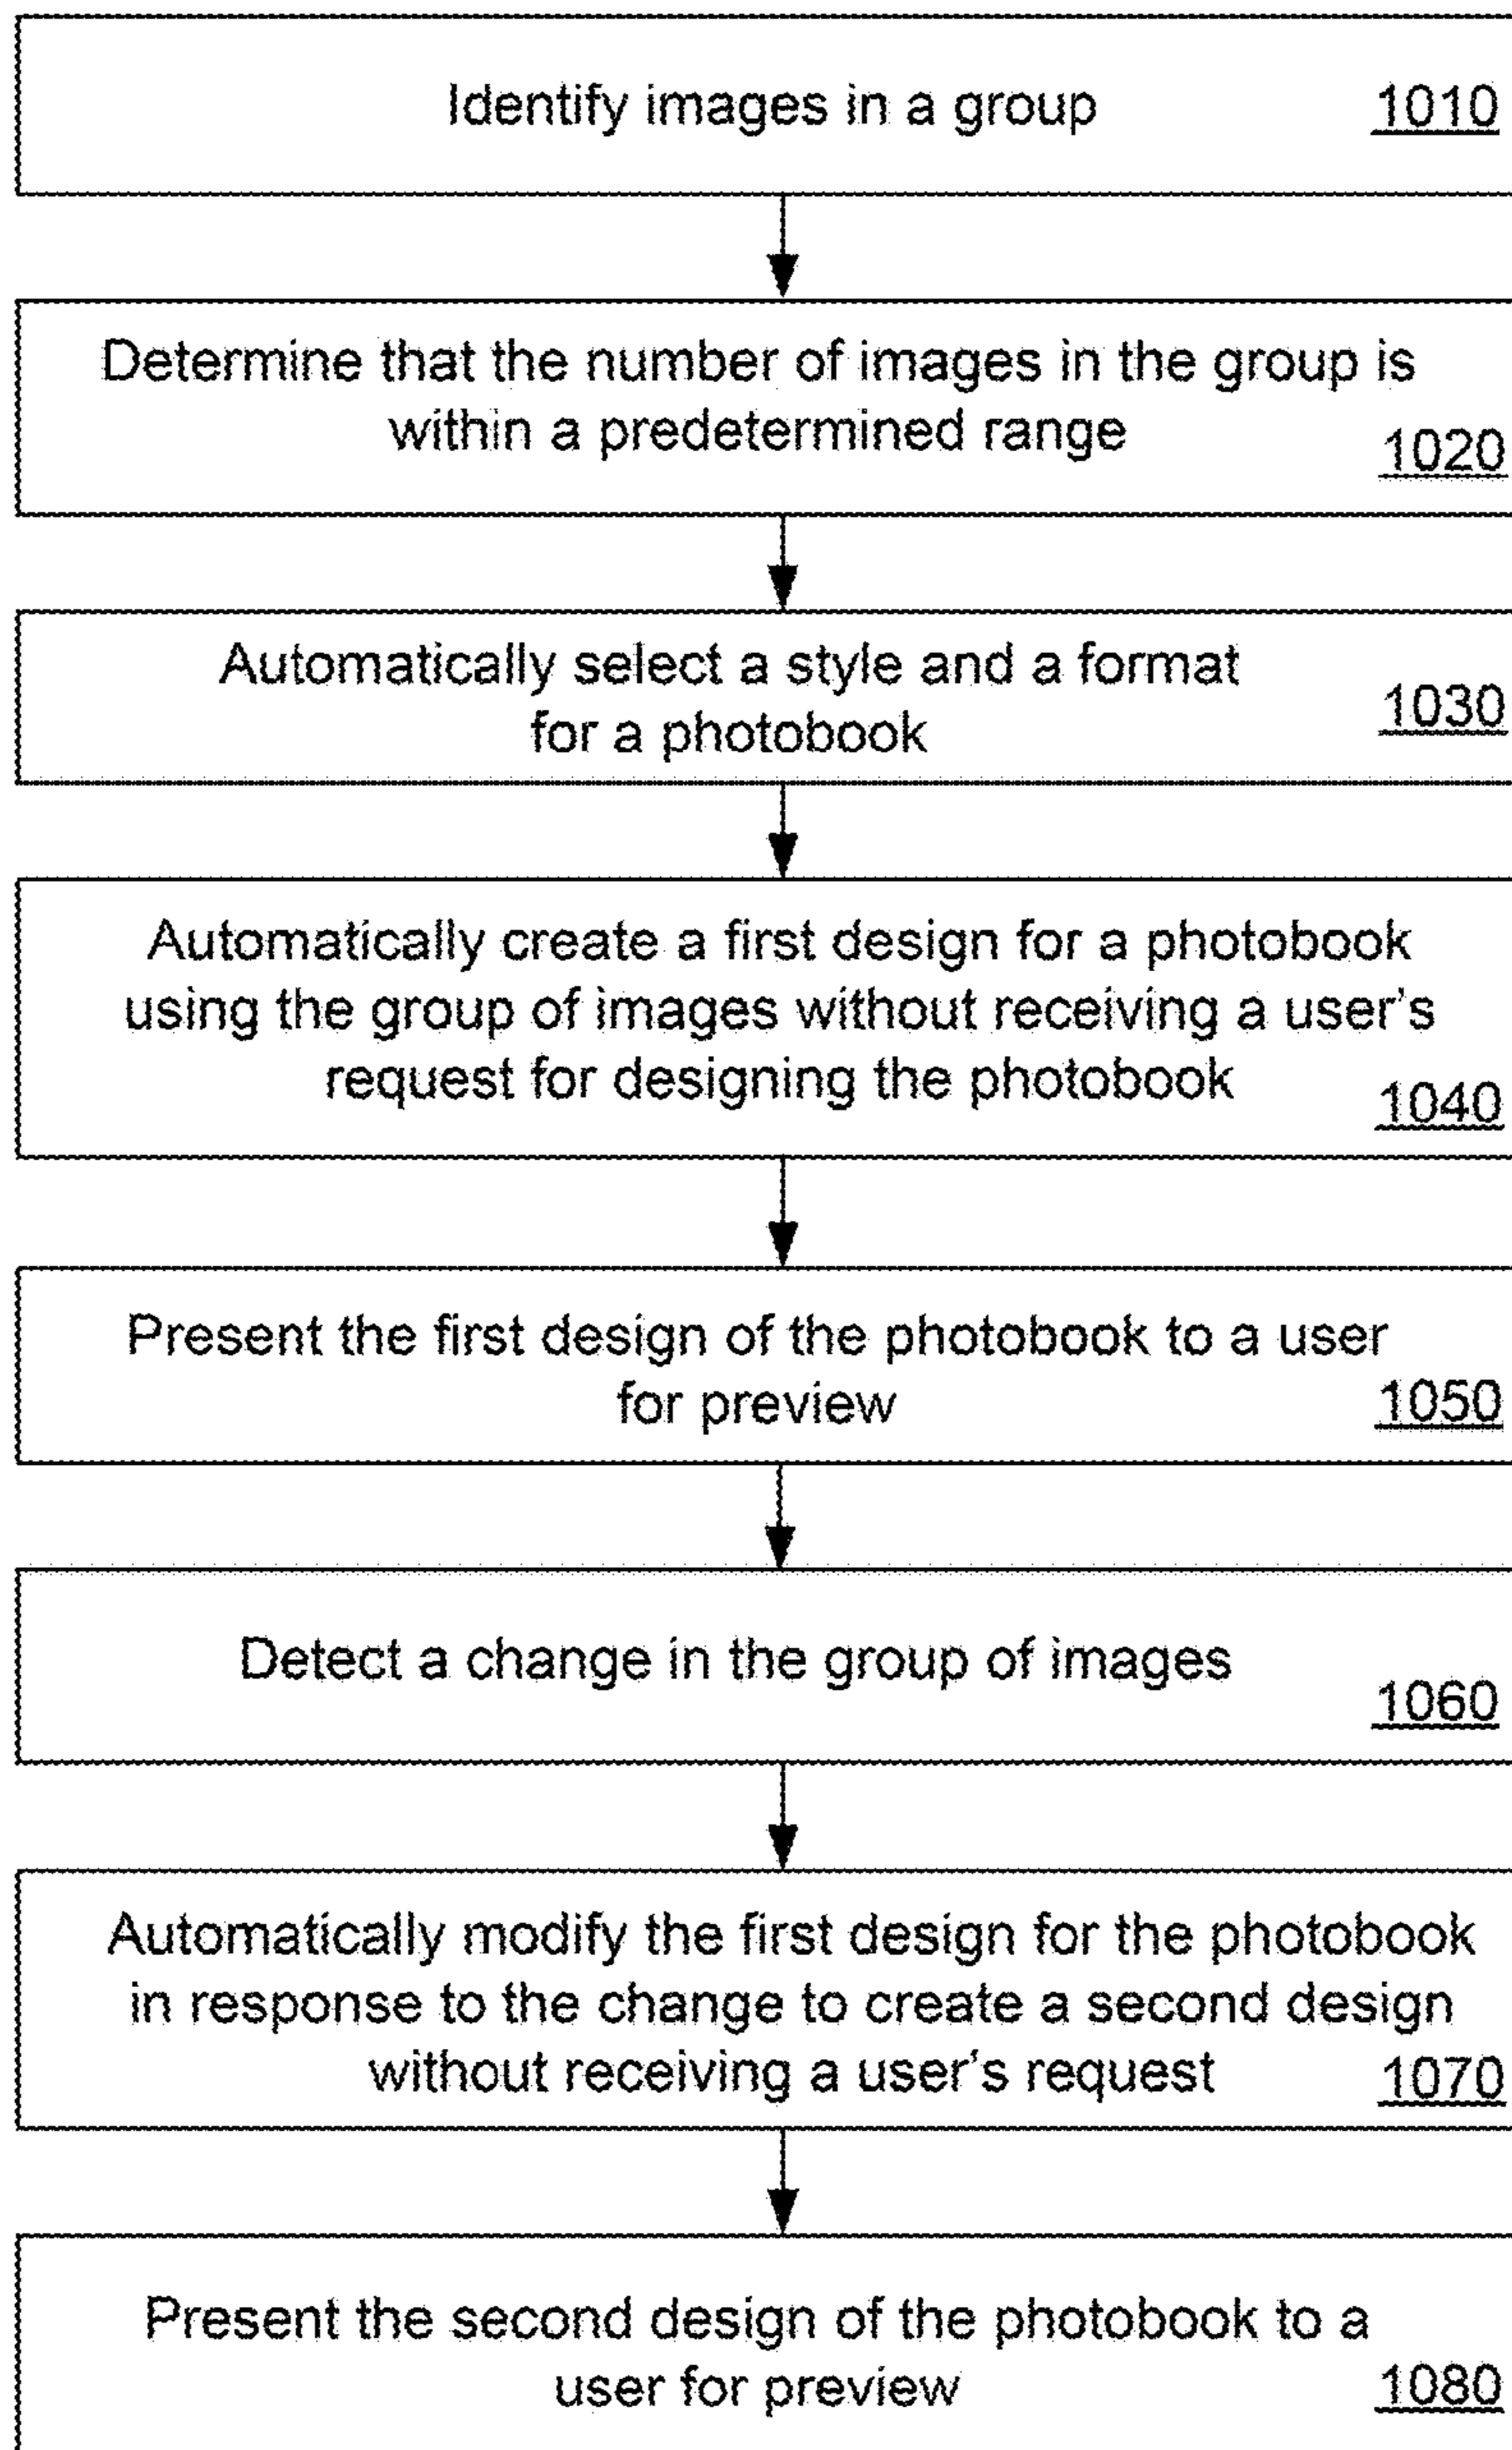 Identify images in a group
1010
Determine that the number of images in the group is
within a predetermined range
1020
Automatically select a style and a format
for a photobook
1030
Automatically create a first design for a photobook
using the group of images without receiving a user's
request for designing the photobook
1040
Present the first design of the photobook to a user
for preview
1050
Detect a change in the group of images
1060
Automatically modify the first design for the photobook
in response to the change to create a second design
without receiving a user's request
1070
Present the second design of the photobook to a
user for preview
1080